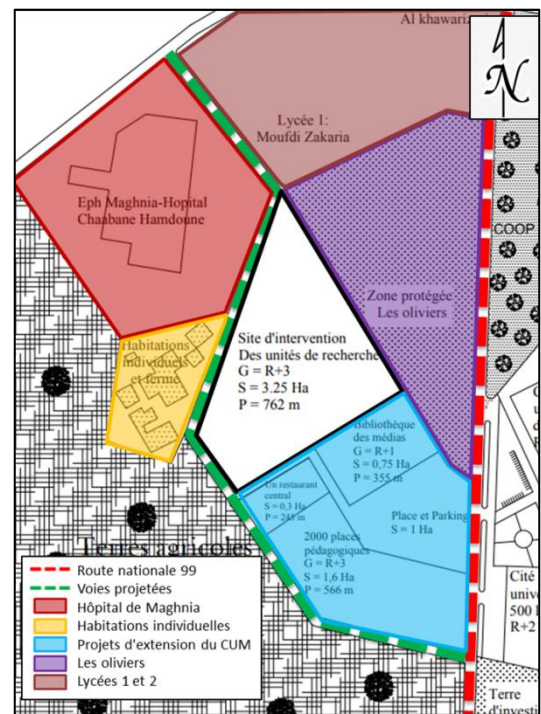 Al khawariz
N
Lycée 1:
Moufdi Zakaria
Eph Maghnia-Hopital
Chaabane Hamdoune
COOP
Zone protégée
Les oliviers
Site d'intervention
Des unités de recherche
G = R+3
S = 3.25 Ha
P = 762 m
Habitations
individuels
et ferme
Bibliothèque
des médias
G = R+1
S = 0,75 Ha
P = 355 m
Un restaurant
central
S = 0,3 Ha
P = 245 m
Place et Parking
S = 1 Ha
2000 places
pédagogiques
G = R+3
S = 1,6 Ha
P = 566 m
Terres agricoles
Cité
univ
500 l
R+2
Terre
d'investi
Route nationale 99
Voies projetées
Hôpital de Maghnia
Habitations individuelles
Projets d'extension du CUM
Les oliviers
Lycées 1 et 2